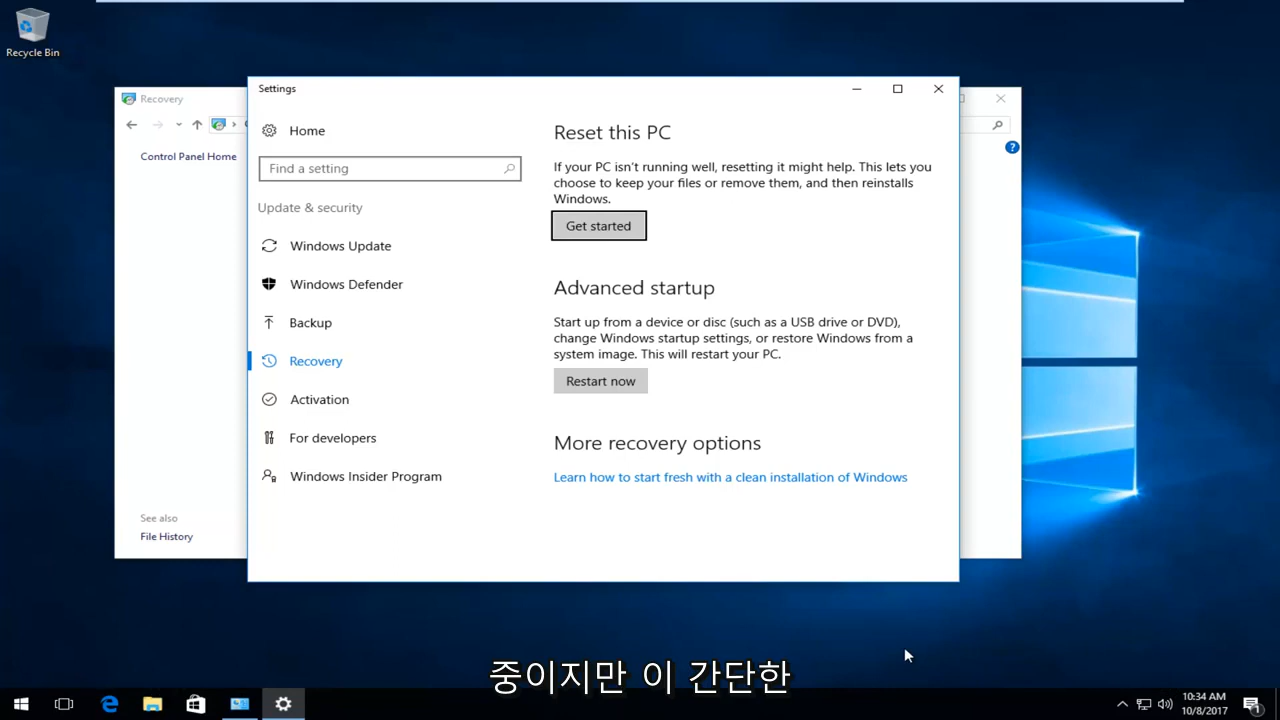 Recycle Bin
Recovery
Control Panel Home
See also
File History
Settings
Home
Find a setting
Update & security
Windows Update
Windows Defender
Backup
Recovery
Activation
For developers
Windows Insider Program
Reset this PC
If your PC isn't running well, resetting it might help. This lets you
choose to keep your files or remove them, and then reinstalls
Windows.
Get started
Advanced startup
Start up from a device or disc (such as a USB drive or DVD),
change Windows startup settings, or restore Windows from a
system image. This will restart your PC.
Restart now
More recovery options
Learn how to start fresh with a clean installation of Windows
중이지만 이 간단한
10:34 AM
10/8/2017
1